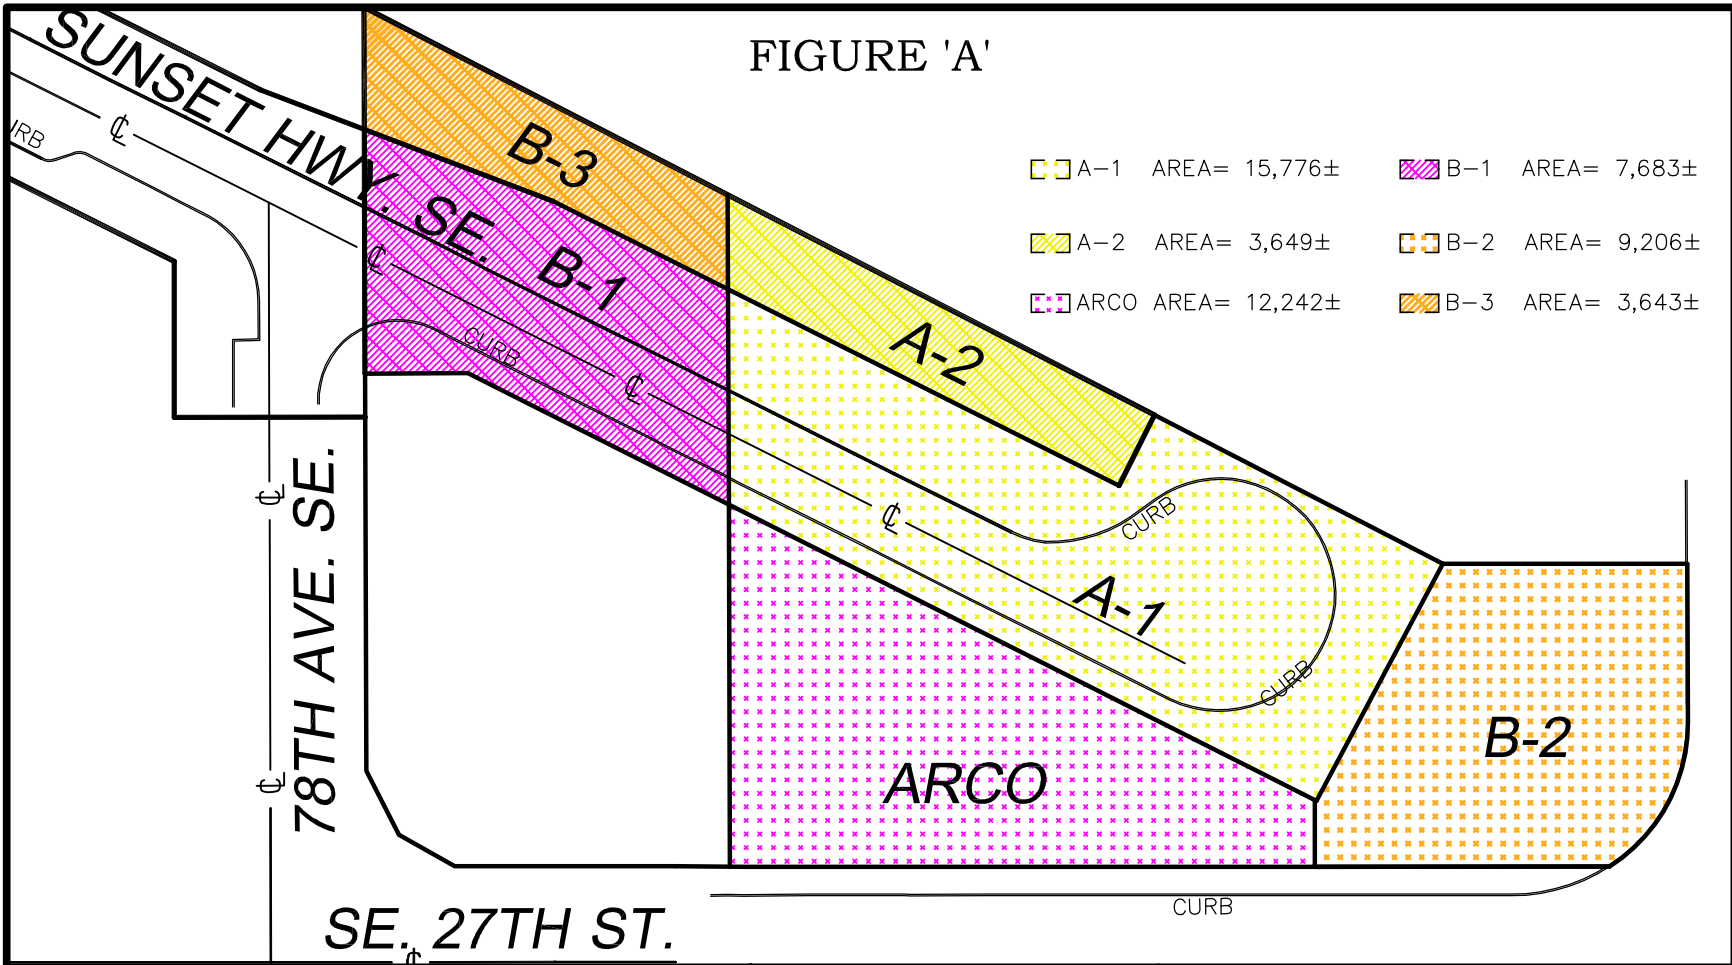 FIGURE 'A'
SUNSET HWY. SE.
℄
URB
B-3
A-1 AREA= 15,776±
B-1 AREA= 7,683±
A-2 AREA= 3,649±
B-2 AREA= 9,206±
ARCO AREA= 12,242±
B-3 AREA= 3,643±
℄
B-1
CURB
A-2
℄
℄
78TH AVE. SE.
℄
CURB
A-1
CURB
B-2
℄
ARCO
CURB
SE. 27TH ST.
℄